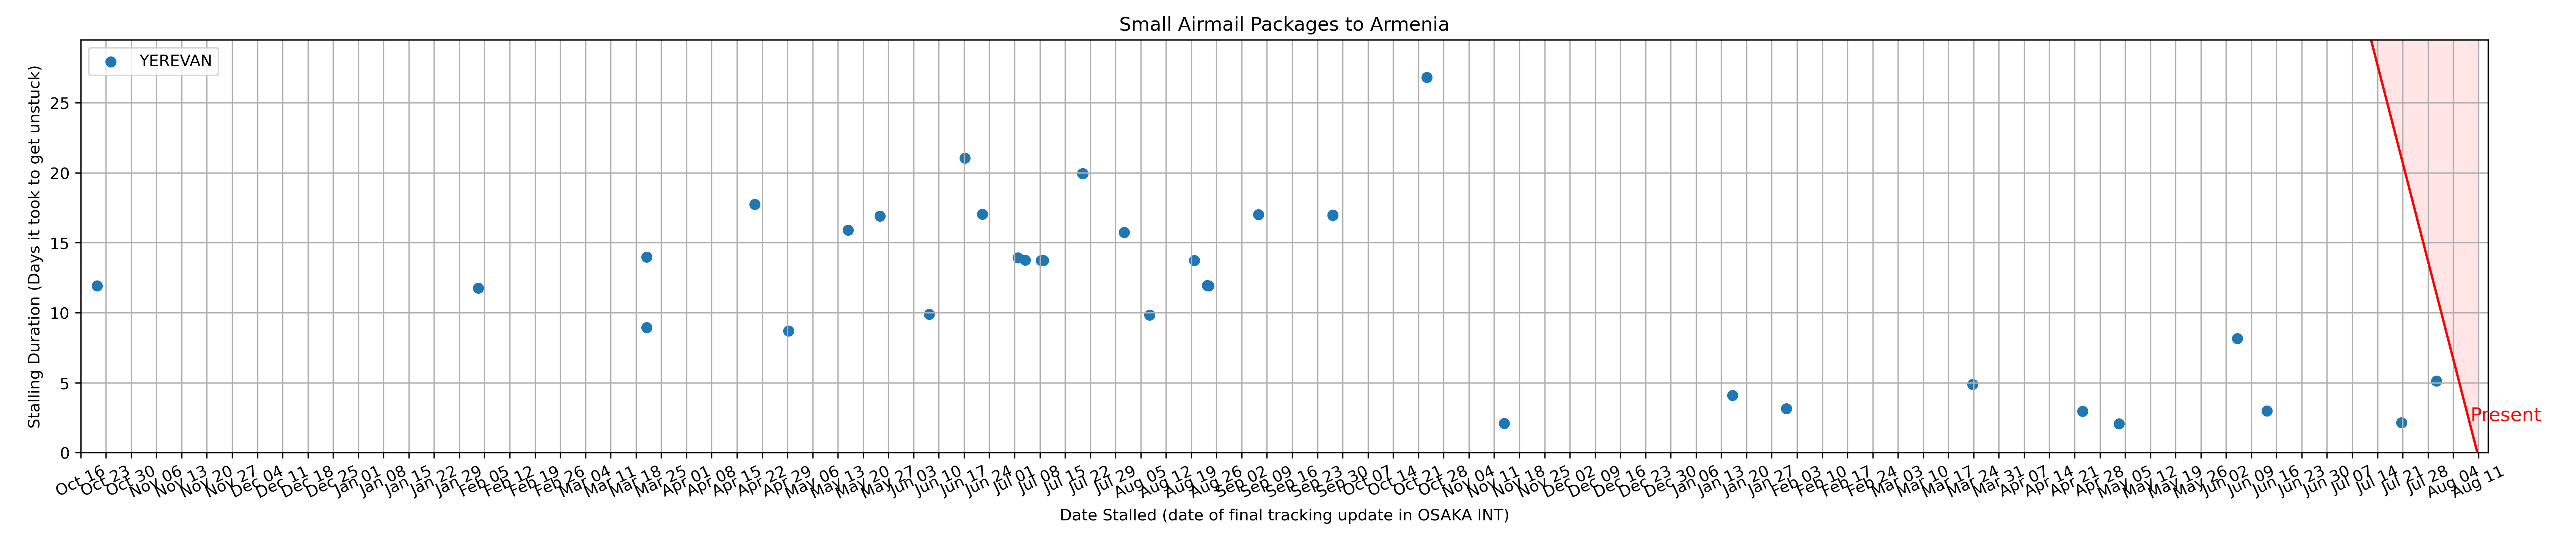 Small Airmail Packages to Armenia
YEREVAN
Stalling Duration (Days it took to get unstuck)
25
20
15
10
5
0
Present
Oct 16 Oct 23 Oct 30 Nov 06 Nov 13 Nov 20 Nov 27 Dec 04 Dec 11 Dec 18 Dec 25 Jan 01 Jan 08 Jan 15 Jan 22 Jan 29 Feb 05 Feb 12 Feb 19 Feb 26 Mar 04 Mar 11 Mar 18 Mar 25 Apr 01 Apr 08 Apr 15 Apr 22 Apr 29 May 06 May 13 May 20 May 27 Jun 03 Jun 10 Jun 17 Jun 24 Jul 01 Jul 08 Jul 15 Jul 22 Jul 29 Aug 05 Aug 12 Aug 19 Aug 26 Sep 02 Sep 09 Sep 16 Sep 23 Sep 30 Oct 07 Oct 14 Oct 21 Oct 28 Nov 04 Nov 11 Nov 18 Nov 25 Dec 02 Dec 09 Dec 16 Dec 23 Dec 30 Jan 06 Jan 13 Jan 20 Jan 27 Feb 03 Feb 10 Feb 17 Feb 24 Mar 03 Mar 10 Mar 17 Mar 24 Mar 31 Apr 07 Apr 14 Apr 21 Apr 28 May 05 May 12 May 19 May 26 Jun 02 Jun 09 Jun 16 Jun 23 Jun 30 Jul 07 Jul 14 Jul 21 Jul 28 Aug 04 Aug 11
Date Stalled (date of final tracking update in OSAKA INT)